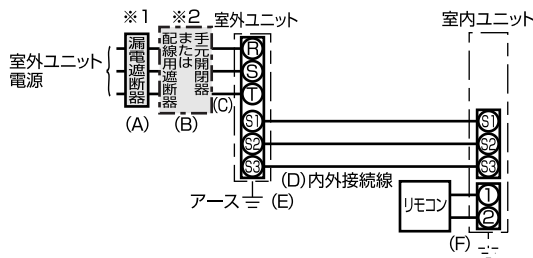 ※1
※2
室外ユニット
室内ユニット
室外ユニット
電源
漏電遮断器
配線用遮断器
または
手元開閉器
R
S
T
S1
S2
S3
S1
S2
S3
1
2
(A)
(B)
(C)
(D)内外接続線
アース
(E)
リモコン
(F)